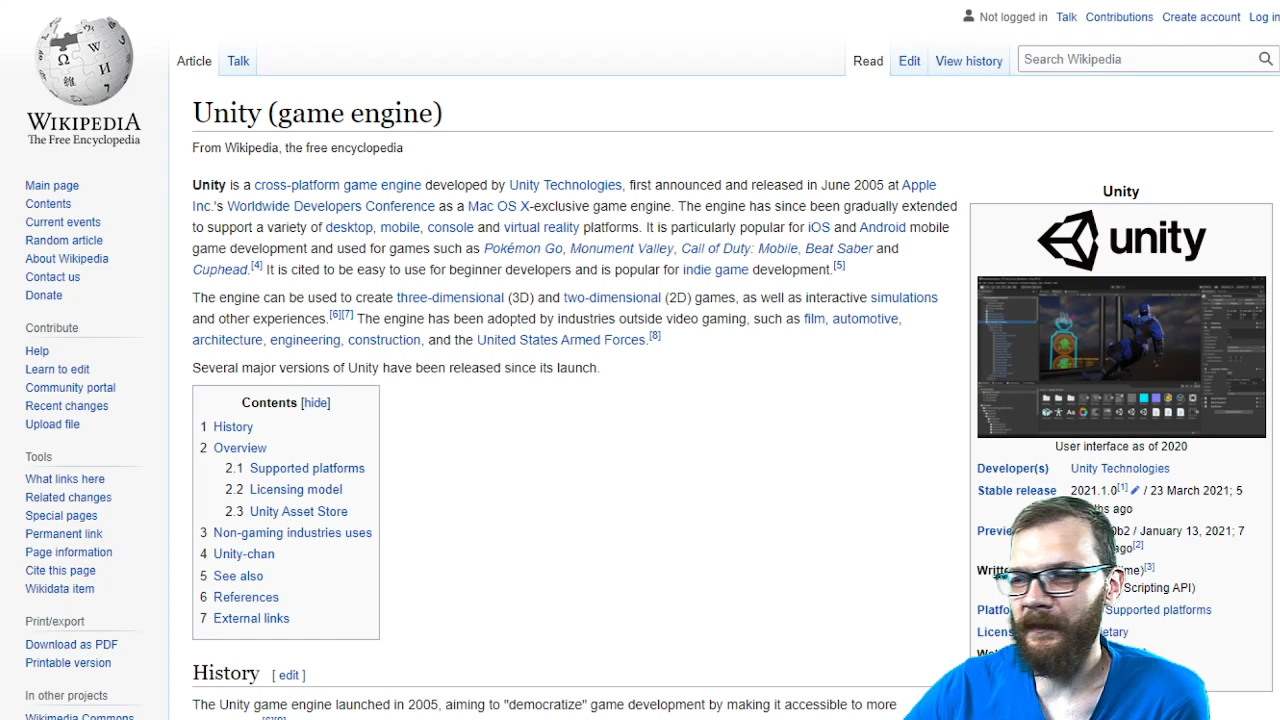 Not logged in Talk Contributions Create account Log in
Article Talk Read Edit View history Search Wikipedia
WIKIPEDIA
The Free Encyclopedia
Main page
Contents
Current events
Random article
About Wikipedia
Contact us
Donate
Contribute
Help
Learn to edit
Community portal
Recent changes
Upload file
Tools
What links here
Related changes
Special pages
Permanent link
Page information
Cite this page
Wikidata item
Print/export
Download as PDF
Printable version
In other projects
Wikimedia Commons
Unity (game engine)
From Wikipedia, the free encyclopedia
Unity is a cross-platform game engine developed by Unity Technologies, first announced and released in June 2005 at Apple
Inc.'s Worldwide Developers Conference as a Mac OS X-exclusive game engine. The engine has since been gradually extended
to support a variety of desktop, mobile, console and virtual reality platforms. It is particularly popular for iOS and Android mobile
game development and used for games such as Pokémon Go, Monument Valley, Call of Duty: Mobile, Beat Saber and
Cuphead.[4] It is cited to be easy to use for beginner developers and is popular for indie game development.[5]
The engine can be used to create three-dimensional (3D) and two-dimensional (2D) games, as well as interactive simulations
and other experiences.[6][7] The engine has been adopted by industries outside video gaming, such as film, automotive,
architecture, engineering, construction, and the United States Armed Forces.[8]
Several major versions of Unity have been released since its launch.
Contents [hide]
1 History
2 Overview
2.1 Supported platforms
2.2 Licensing model
2.3 Unity Asset Store
3 Non-gaming industries uses
4 Unity-chan
5 See also
6 References
7 External links
History [ edit ]
The Unity game engine launched in 2005, aiming to "democratize" game development by making it accessible to more
Unity
unity
User interface as of 2020
Developer(s) Unity Technologies
Stable release 2021.1.0[1] / 23 March 2021; 5
ago
/ January 13, 2021; 7
ago[2]
[3]
Scripting API)
Supported platforms